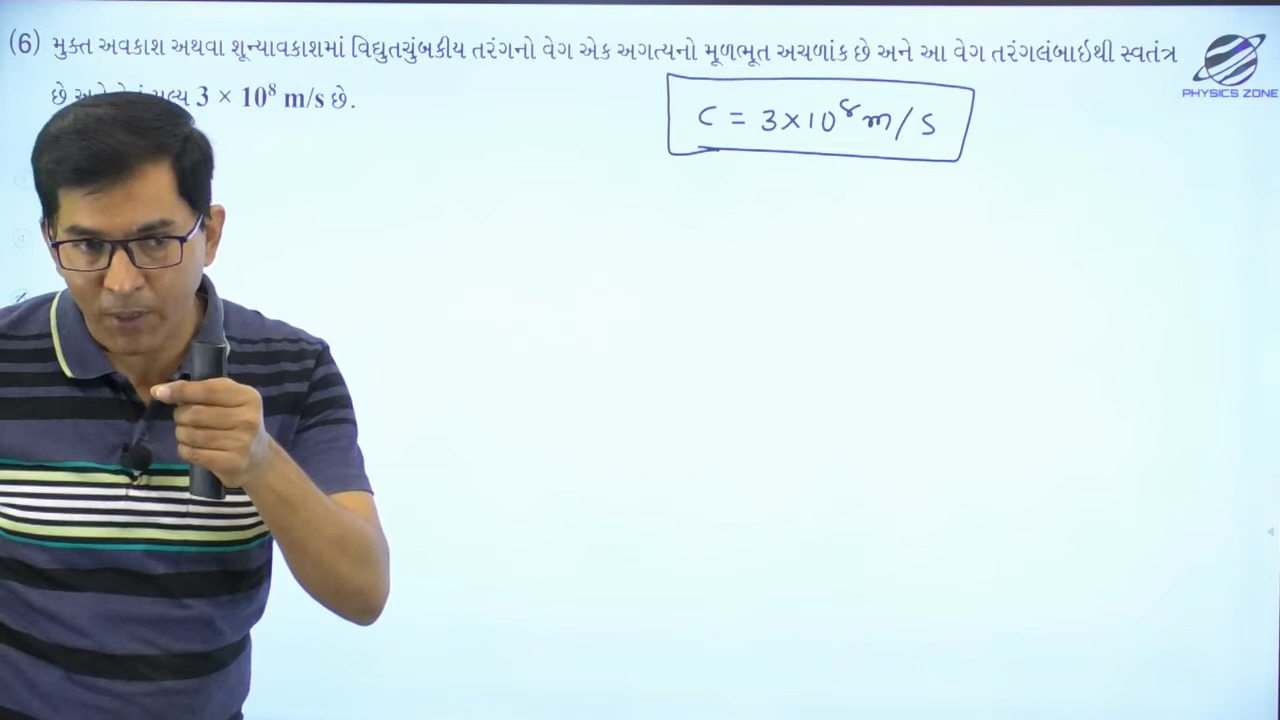 (6) મુક્ત અવકાશ અથવા શૂન્યાવકાશમાં વિદ્યુતચુંબકીય તરંગનો વેગ એક અગત્યનો મૂળભૂત અચળાંક છે અને આ વેગ તરંગલંબાઇથી સ્વતંત્ર
છે 3 × 10⁸ m/s છે.
C = 3×10⁸ m/s
PHYSICS ZONE